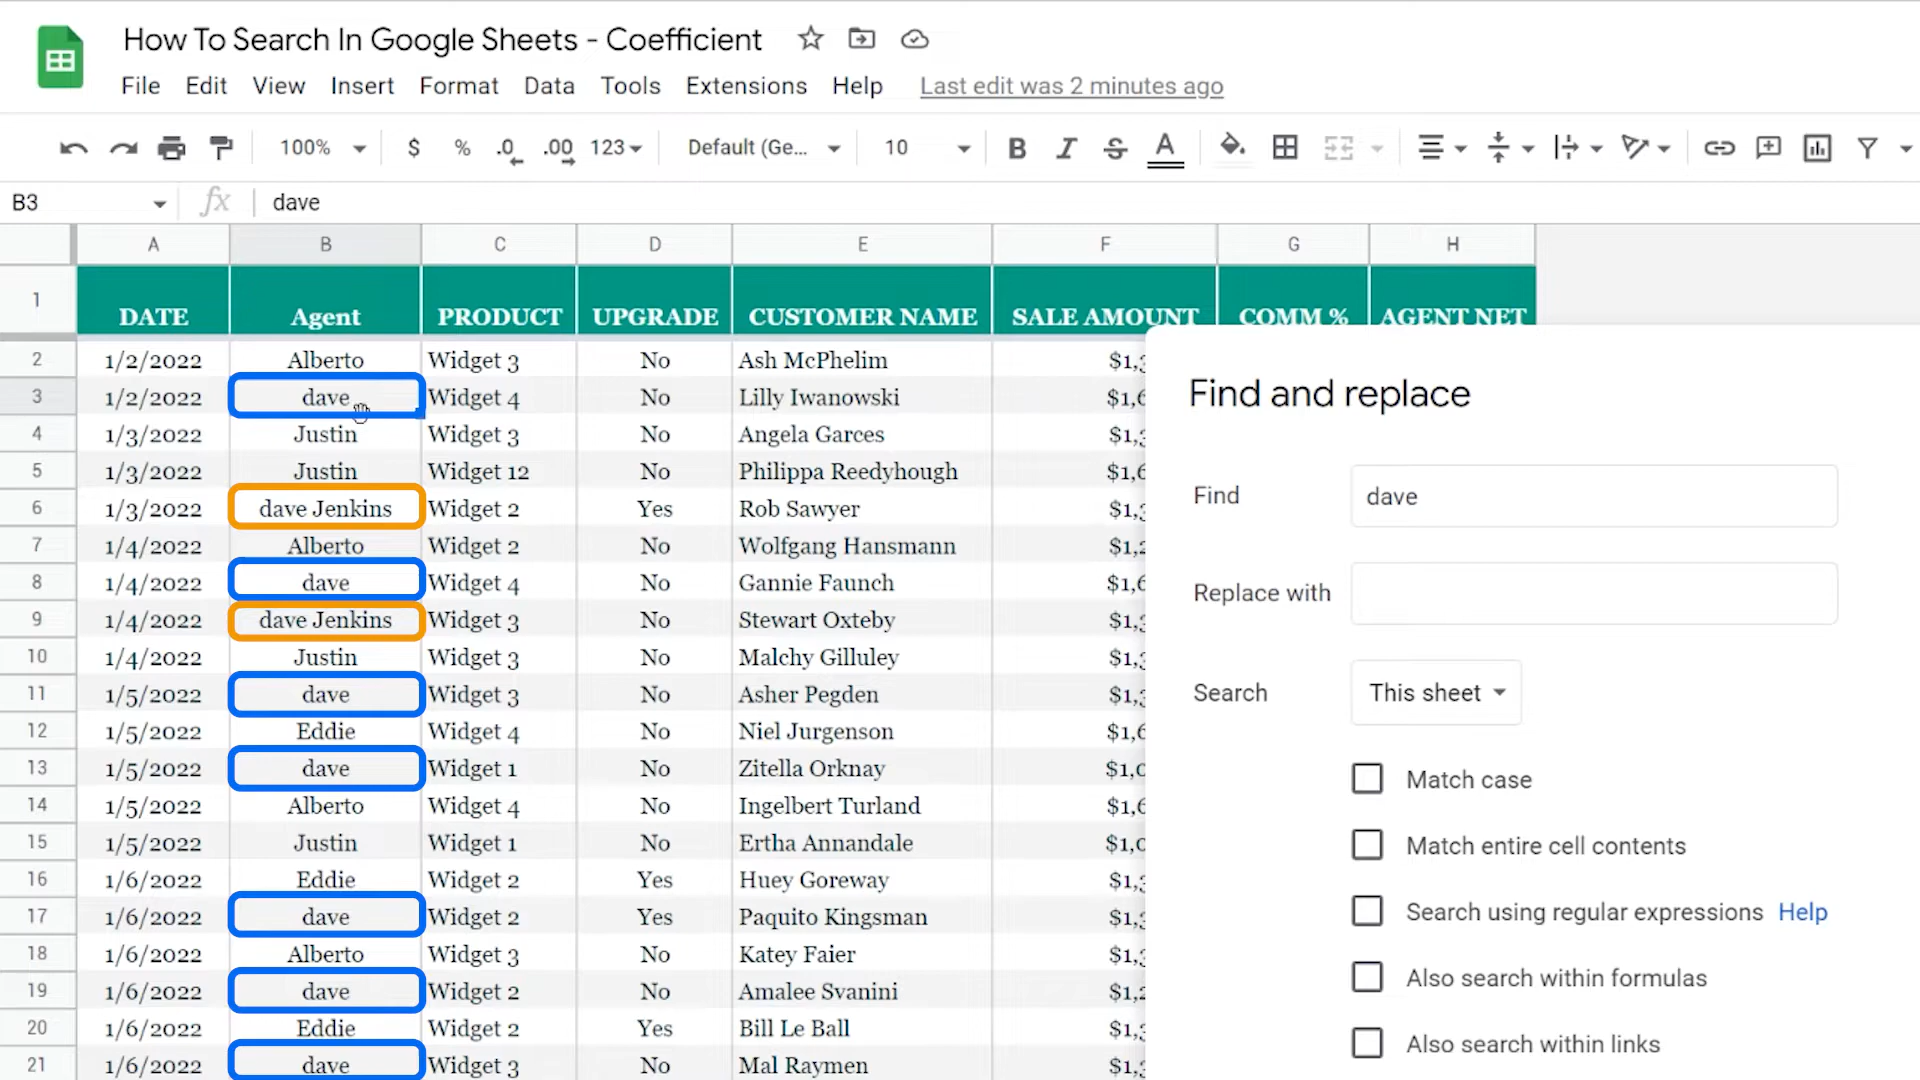 How To Search In Google Sheets - Coefficient
File Edit View Insert Format Data Tools Extensions Help Last edit was 2 minutes ago
100% $ % .0 .00 123 Default (Ge... 10 B I S A
B3 fx dave
A B C D E F G H
1 DATE Agent PRODUCT UPGRADE CUSTOMER NAME SALE AMOUNT COMM % AGENT NET
2 1/2/2022 Alberto Widget 3 No Ash McPhelim
3 1/2/2022 dave Widget 4 No Lilly Iwanowski
4 1/3/2022 Justin Widget 3 No Angela Garces
5 1/3/2022 Justin Widget 12 No Philippa Reedyhough
6 1/3/2022 dave Jenkins Widget 2 Yes Rob Sawyer
7 1/4/2022 Alberto Widget 2 No Wolfgang Hansmann
8 1/4/2022 dave Widget 4 No Gannie Faunch
9 1/4/2022 dave Jenkins Widget 3 No Stewart Oxteby
10 1/4/2022 Justin Widget 3 No Malchy Gilluley
11 1/5/2022 dave Widget 3 No Asher Pegden
12 1/5/2022 Eddie Widget 4 No Niel Jurgenson
13 1/5/2022 dave Widget 1 No Zitella Orknay
14 1/5/2022 Alberto Widget 4 No Ingelbert Turland
15 1/5/2022 Justin Widget 1 No Ertha Annandale
16 1/6/2022 Eddie Widget 2 Yes Huey Goreway
17 1/6/2022 dave Widget 2 Yes Paquito Kingsman
18 1/6/2022 Alberto Widget 3 No Katey Faier
19 1/6/2022 dave Widget 2 No Amalee Svanini
20 1/6/2022 Eddie Widget 2 Yes Bill Le Ball
21 1/6/2022 dave Widget 3 No Mal Raymen
Find and replace
Find dave
Replace with
Search This sheet
Match case
Match entire cell contents
Search using regular expressions Help
Also search within formulas
Also search within links